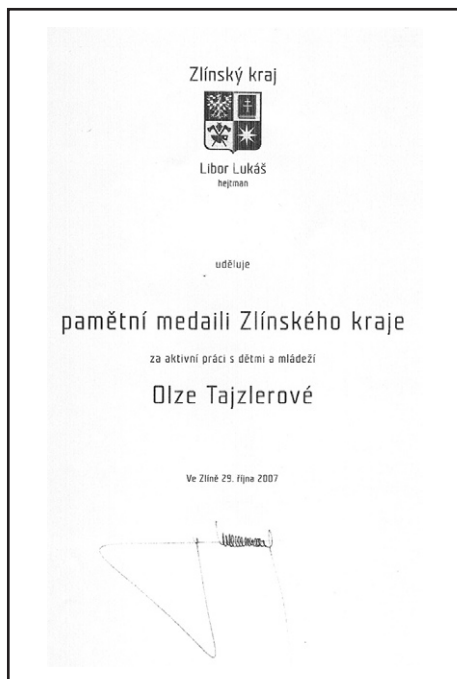 Zlínský kraj
Libor Lukáš
hejtman
uděluje
pamětní medaili Zlínského kraje
za aktivní práci s dětmi a mládeží
Olze Tajzlerové
Ve Zlíně 29. října 2007